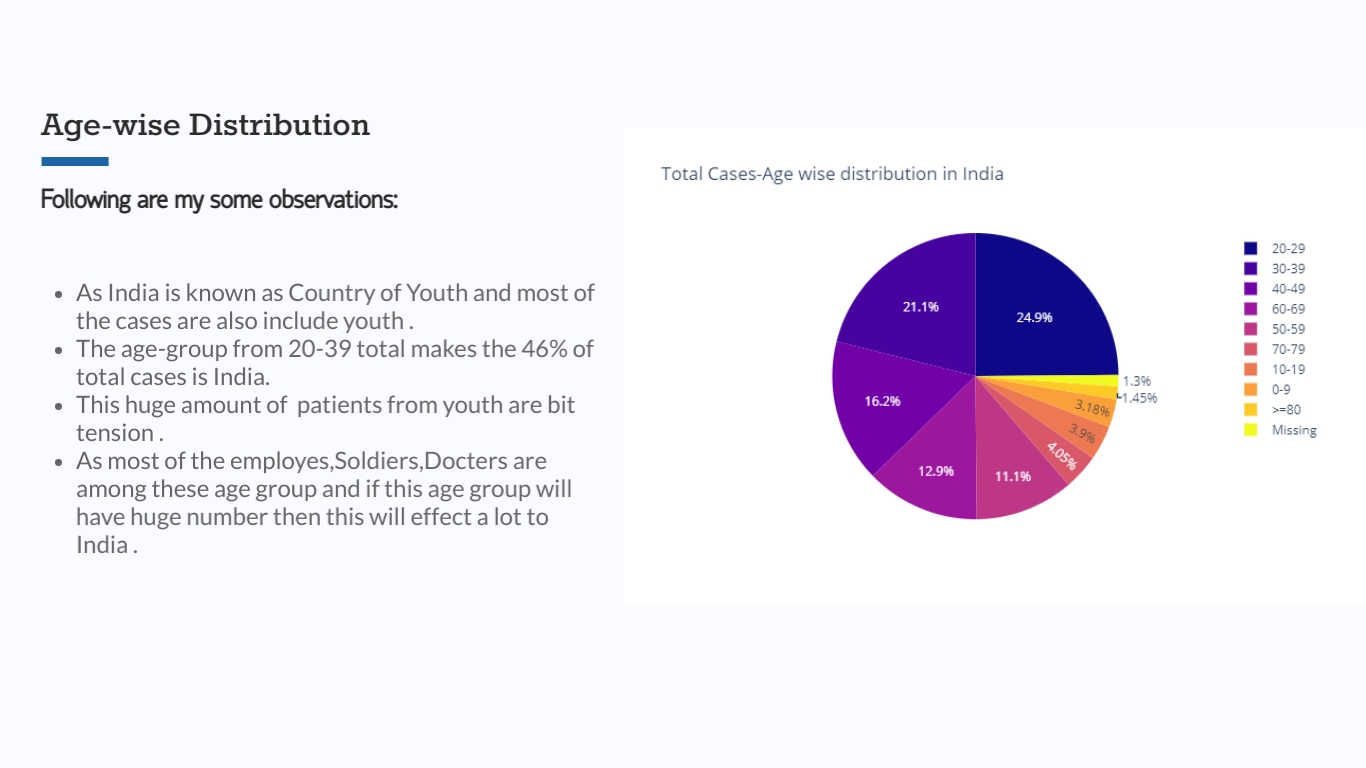 Age-wise Distribution
Following are my some observations:
As India is known as Country of Youth and most of
the cases are also include youth .
The age-group from 20-39 total makes the 46% of
total cases is India.
This huge amount of  patients from youth are bit
tension .
As most of the employes,Soldiers,Docters are
among these age group and if this age group will
have huge number then this will effect a lot to
India .
Total Cases-Age wise distribution in India
21.1%
24.9%
16.2%
12.9%
11.1%
4.05%
3.9%
3.18%
1.45%
1.3%
20-29
30-39
40-49
60-69
50-59
70-79
10-19
0-9
>=80
Missing